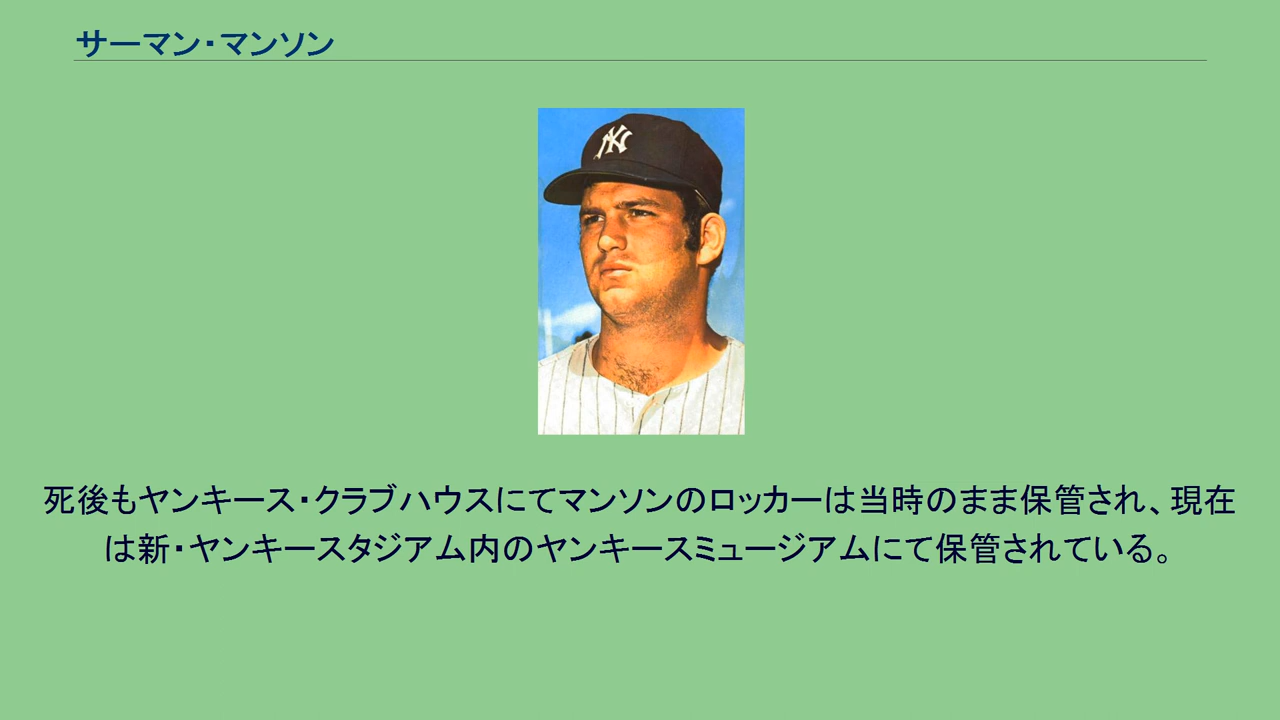 サーマン・マンソン
NY
死後もヤンキース・クラブハウスにてマンソンのロッカーは当時のまま保管され、現在
は新・ヤンキースタジアム内のヤンキースミュージアムにて保管されている。